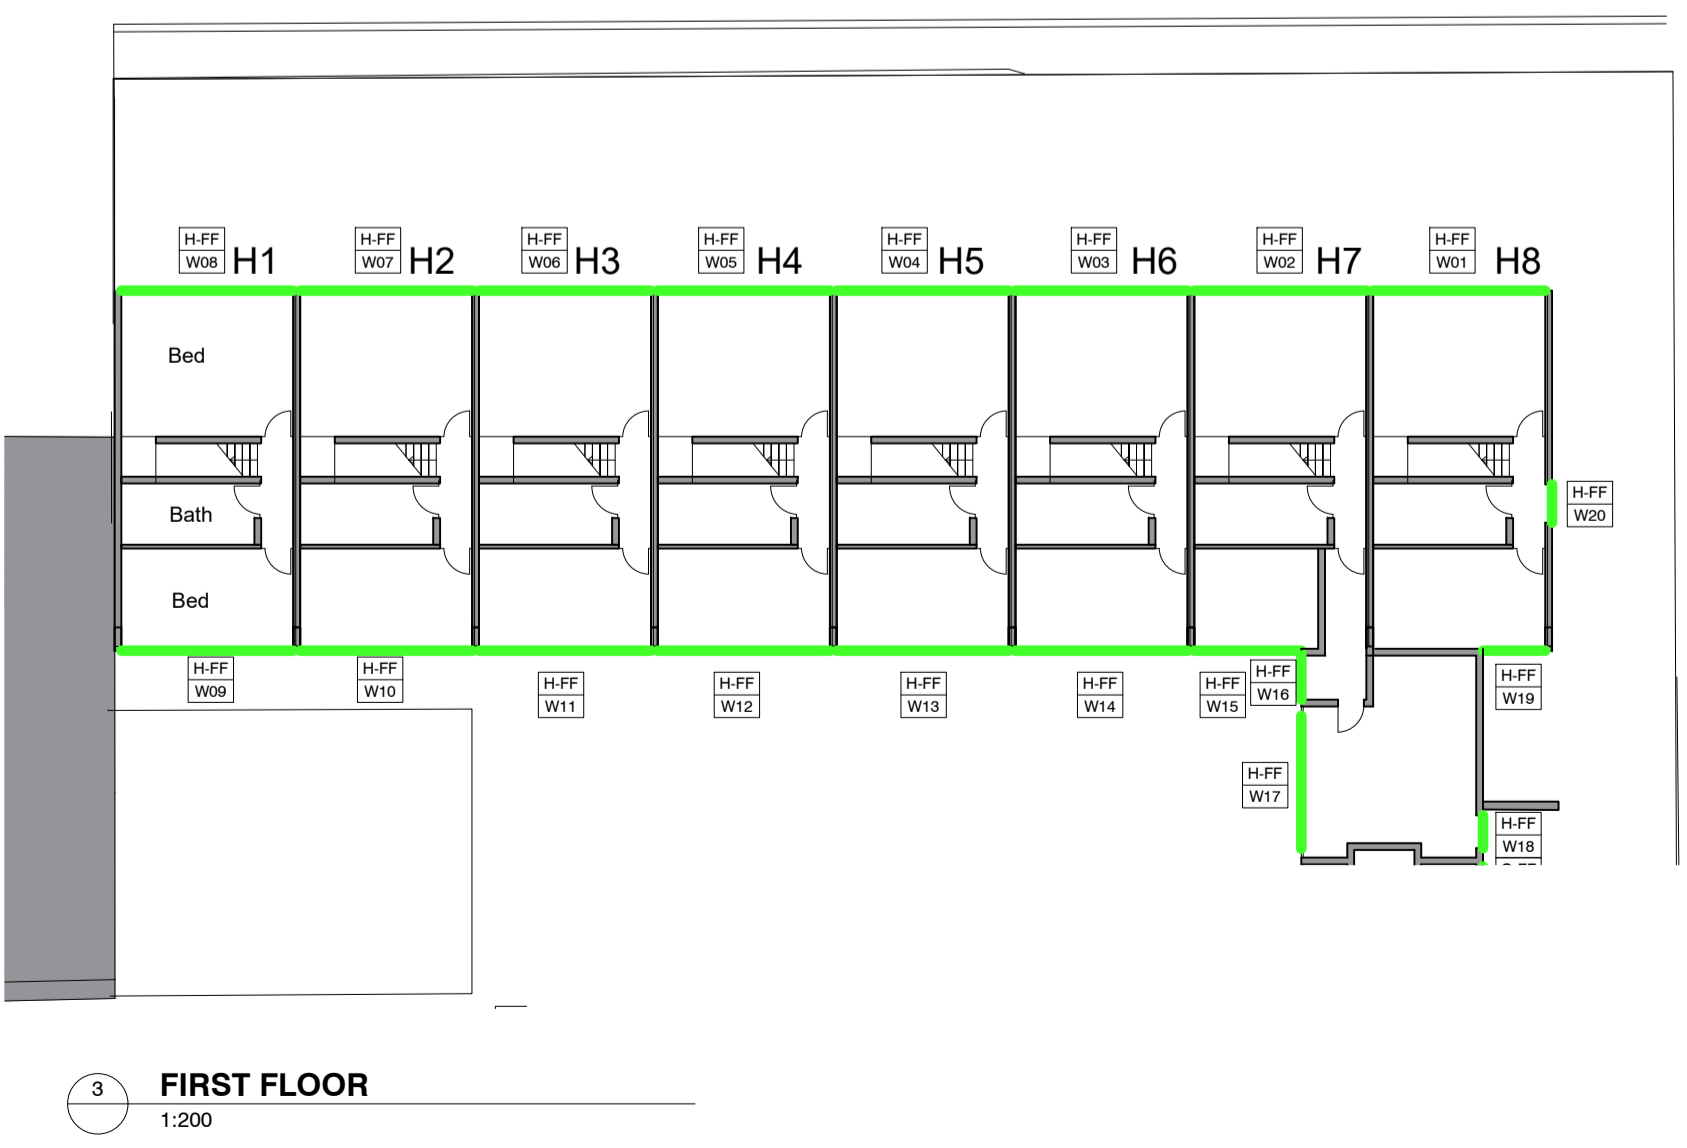 H-FF
W08
H1
H-FF
W07
H2
H-FF
W06
H3
H-FF
W05
H4
H-FF
W04
H5
H-FF
W03
H6
H-FF
W02
H7
H-FF
W01
H8
Bed
Bath
Bed
H-FF
W20
H-FF
W09
H-FF
W10
H-FF
W11
H-FF
W12
H-FF
W13
H-FF
W14
H-FF
W15
H-FF
W16
H-FF
W19
H-FF
W17
H-FF
W18
3
FIRST FLOOR
1:200